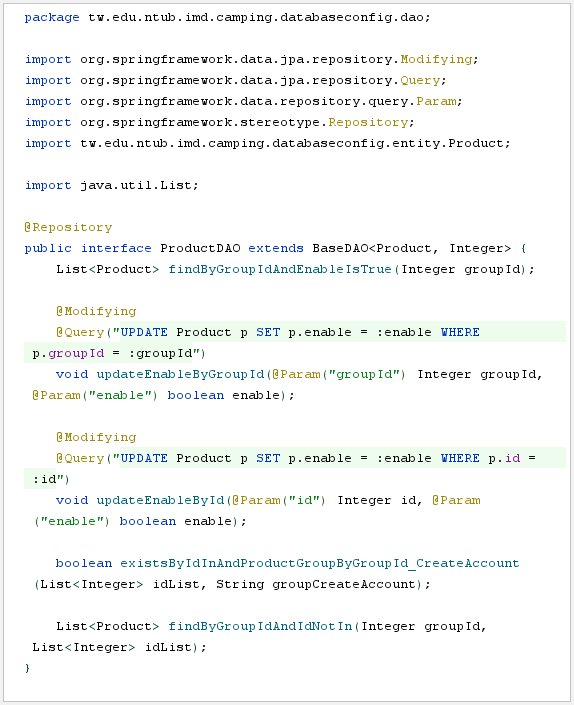 package tw.edu.ntub.imd.camping.databaseconfig.dao;

import org.springframework.data.jpa.repository.Modifying;
import org.springframework.data.jpa.repository.Query;
import org.springframework.data.repository.query.Param;
import org.springframework.stereotype.Repository;
import tw.edu.ntub.imd.camping.databaseconfig.entity.Product;

import java.util.List;

@Repository
public interface ProductDAO extends BaseDAO<Product, Integer> {
    List<Product> findByGroupIdAndEnableIsTrue(Integer groupId);

    @Modifying
    @Query("UPDATE Product p SET p.enable = :enable WHERE
 p.groupId = :groupId")
    void updateEnableByGroupId(@Param("groupId") Integer groupId,
 @Param("enable") boolean enable);

    @Modifying
    @Query("UPDATE Product p SET p.enable = :enable WHERE p.id =
 :id")
    void updateEnableById(@Param("id") Integer id, @Param
 ("enable") boolean enable);

    boolean existsByIdInAndProductGroupByGroupId_CreateAccount
 (List<Integer> idList, String groupCreateAccount);

    List<Product> findByGroupIdAndIdNotIn(Integer groupId,
 List<Integer> idList);
}